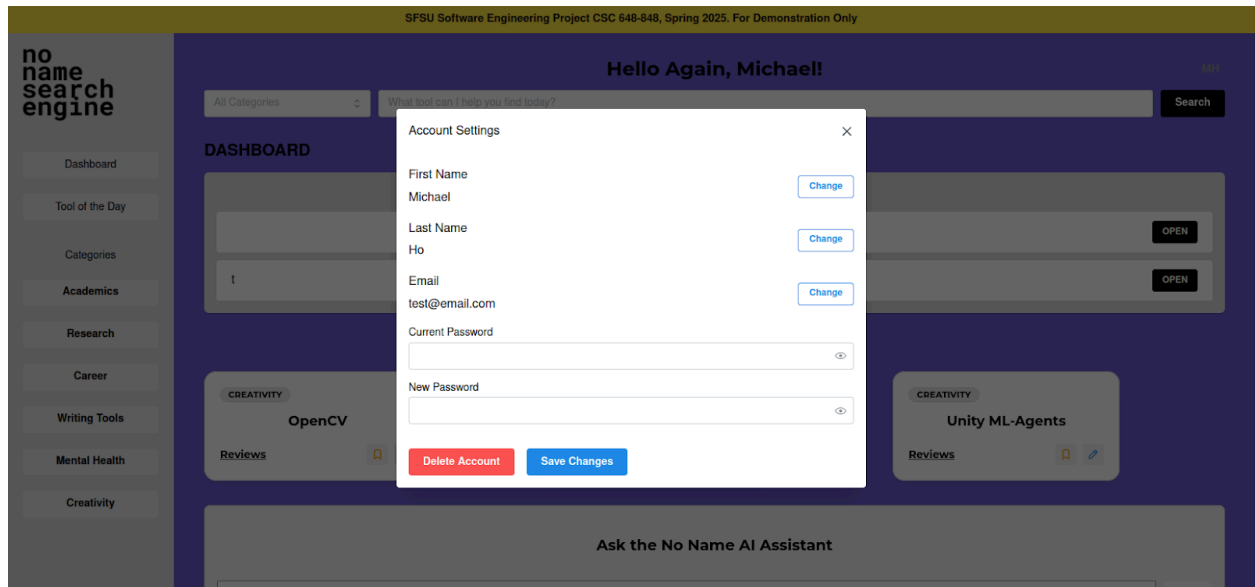 SFSU Software Engineering Project CSC 648-848, Spring 2025. For Demonstration Only
no
name
search
engine
Hello Again, Michael!
MH
All Categories
What tool can I help you find today?
Search
Dashboard
Tool of the Day
Categories
Academics
Research
Career
Writing Tools
Mental Health
Creativity
DASHBOARD
OPEN
t
OPEN
Account Settings
First Name
Michael
Change
Last Name
Ho
Change
Email
test@email.com
Change
Current Password
New Password
Delete Account
Save Changes
CREATIVITY
OpenCV
Reviews
CREATIVITY
Unity ML-Agents
Reviews
Ask the No Name AI Assistant